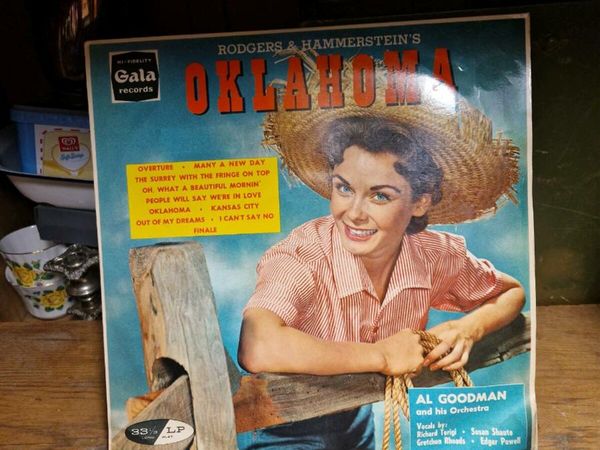 HI-FIDELITY
Gala
records
RODGERS & HAMMERSTEIN'S
OKLAHOMA
OVERTURE • MANY A NEW DAY
THE SURREY WITH THE FRINGE ON TOP
OH, WHAT A BEAUTIFUL MORNIN'
PEOPLE WILL SAY WE'RE IN LOVE
OKLAHOMA • KANSAS CITY
OUT OF MY DREAMS • I CAN'T SAY NO
FINALE
WALL'S
AL GOODMAN
and his Orchestra
Vocals by:
Richard Torigi • Susan Shaute
Gretchen Rhoads • Edgar Powell
33⅓ LP
LONG PLAY